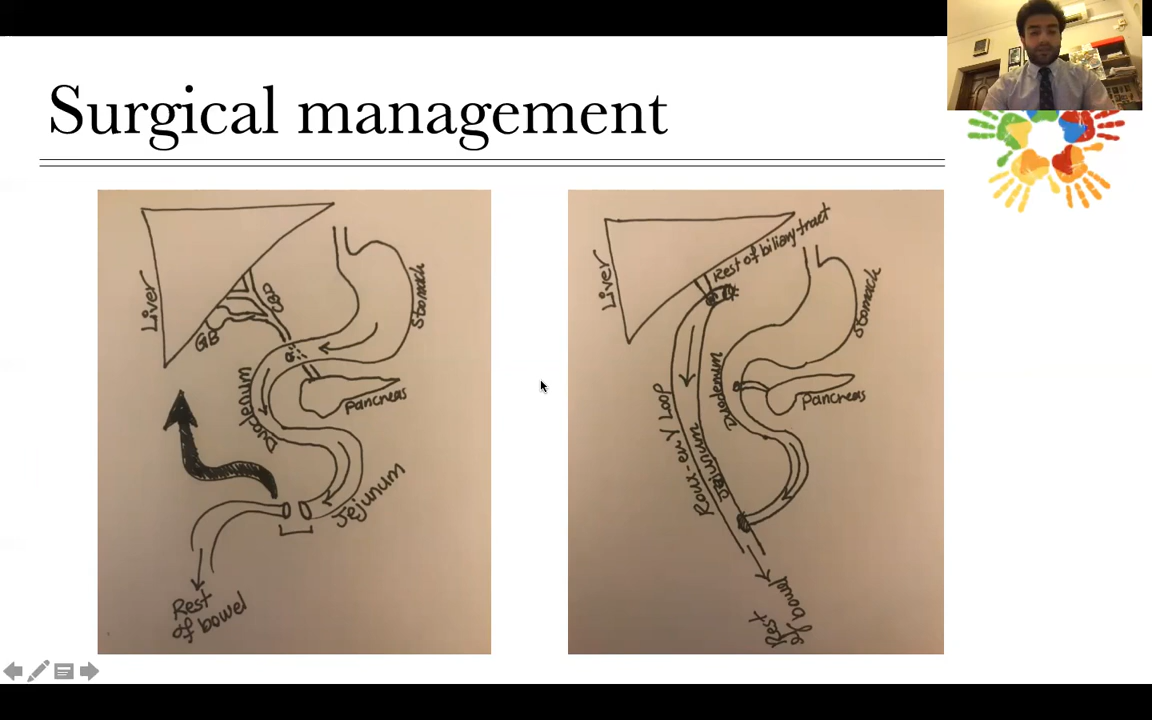 Surgical management
Liver
GB
CBD
Stomach
Duodenum
Pancreas
Jejunum
Rest
of bowel
Liver
Rest of biliary tract
Stomach
Duodenum
Pancreas
Roux-en Y Loop
Jejunum
Rest
of bowel